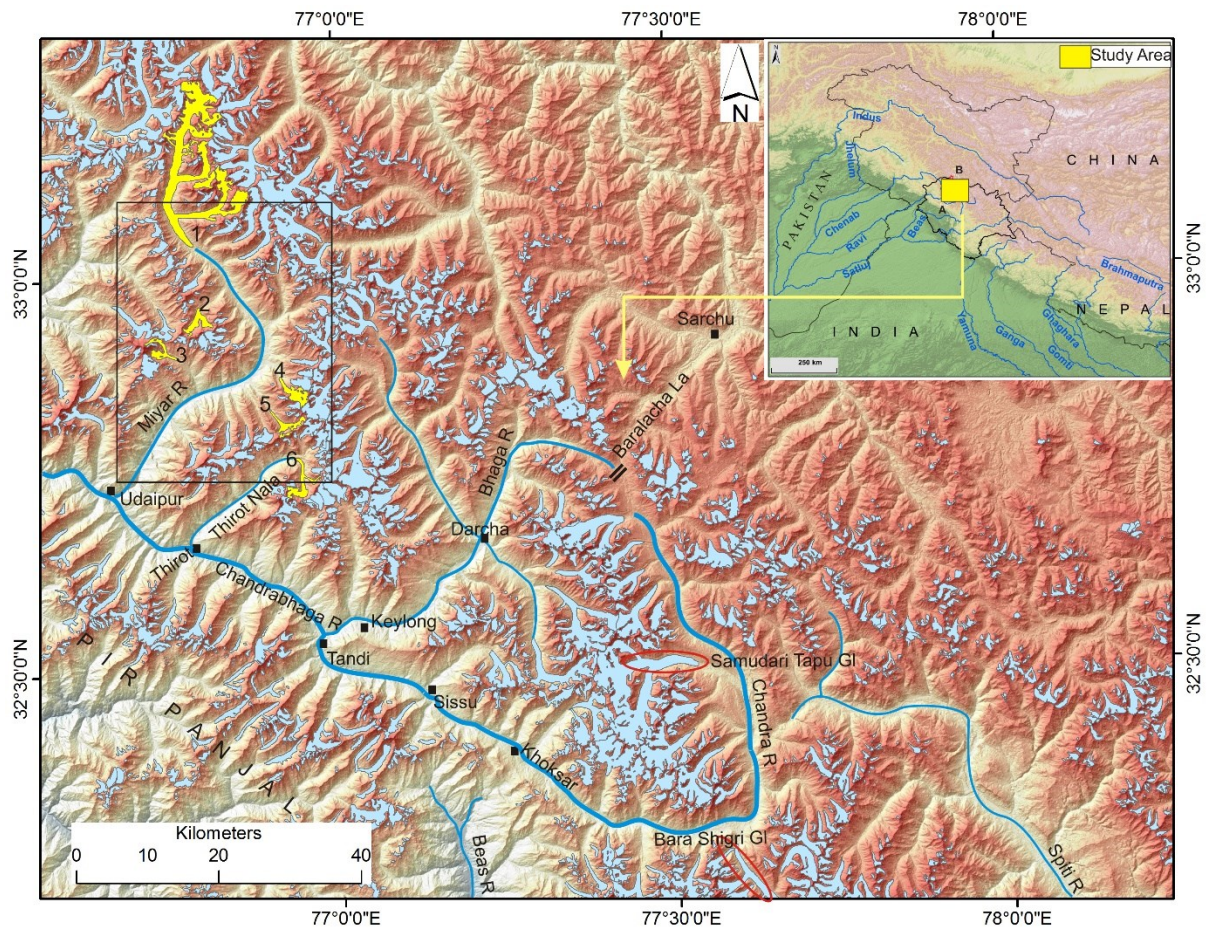 77°0'0"E
77°30'0"E
78°0'0"E
N
N
Study Area
Indus
Jhelum
CHINA
B
A
PAKISTAN
Chenab
Ravi
Beas
Satluj
Brahmaputra
NEPAL
INDIA
Yamuna
Ganga
Ghaghara
Gomti
250 km
33°0'0"N
33°0'0"N
1
2
3
4
5
6
Sarchu
Miyar R
Baralacha La
Bhaga R
Udaipur
Thirot Nala
Darcha
Thirot
Chandrabhaga R
Keylong
Tandi
Samudari Tapu Gl
32°30'0"N
32°30'0"N
Sissu
Chandra R
PIR PANJAL
Khoksar
Bara Shigri Gl
Beas R
Spiti R
Kilometers
0 10 20 40
77°0'0"E
77°30'0"E
78°0'0"E